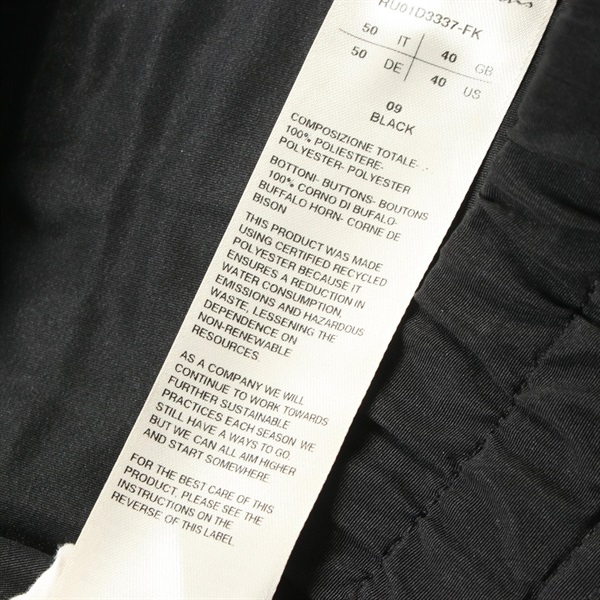 RU01D3337-FK
50 IT 40 GB
50 DE 40 US
09
BLACK
COMPOSIZIONE TOTALE-
100% POLIESTERE-
POLYESTER- POLYESTER
BOTTONI- BUTTONS- BOUTONS
100% CORNO DI BUFALO-
BUFFALO HORN- CORNE DE
BISON
THIS PRODUCT WAS MADE
USING CERTIFIED RECYCLED
POLYESTER BECAUSE IT
ENSURES A REDUCTION IN
WATER CONSUMPTION,
EMISSIONS AND HAZARDOUS
WASTE, LESSENING THE
DEPENDENCE ON
NON-RENEWABLE
RESOURCES
AS A COMPANY WE WILL
CONTINUE TO WORK TOWARDS
FURTHER SUSTAINABLE
PRACTICES EACH SEASON. WE
STILL HAVE A WAYS TO GO.
BUT WE CAN ALL AIM HIGHER
AND START SOMEWHERE
FOR THE BEST CARE OF THIS
PRODUCT, PLEASE SEE THE
INSTRUCTIONS ON THE
REVERSE OF THIS LABEL.